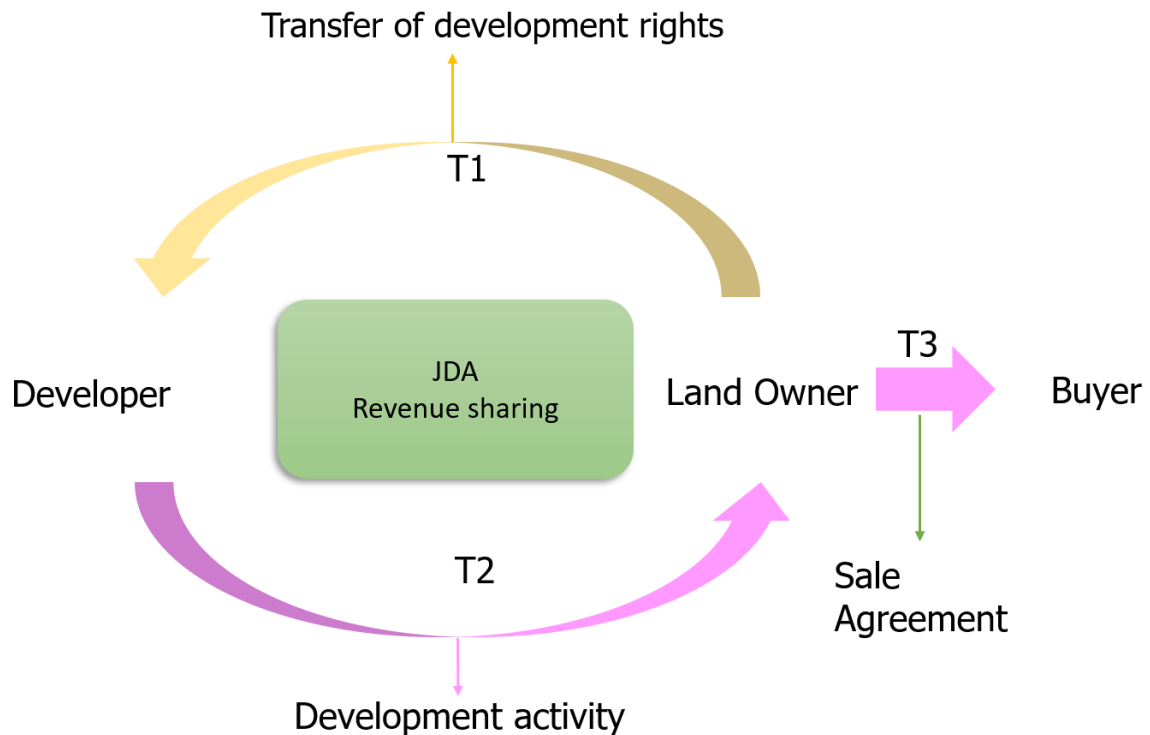 Transfer of development rights
T1
JDA
Revenue sharing
Developer
Land Owner
T3
Buyer
T2
Sale
Agreement
Development activity